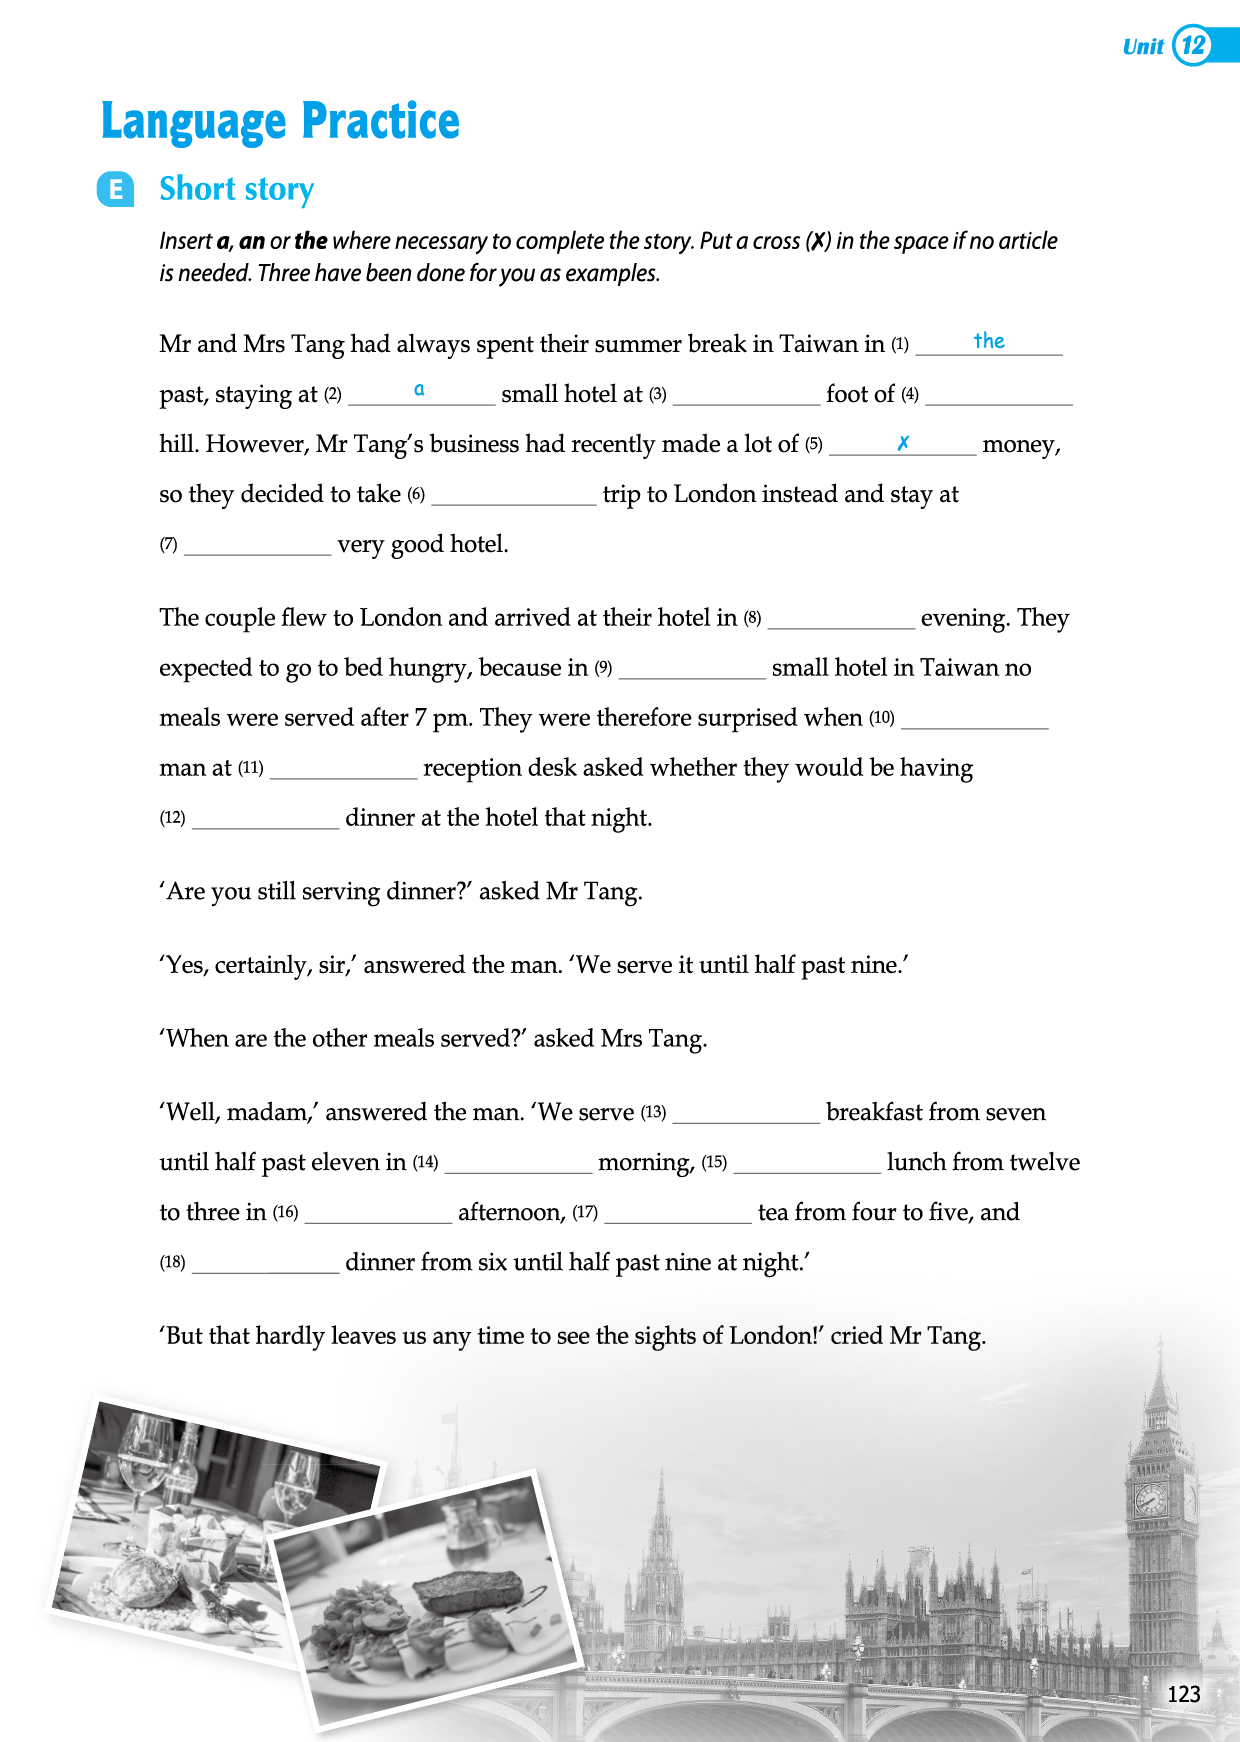 Unit 12
Language Practice
E Short story
Insert a, an or the where necessary to complete the story. Put a cross (✗) in the space if no article
is needed. Three have been done for you as examples.
Mr and Mrs Tang had always spent their summer break in Taiwan in (1) the
past, staying at (2) a small hotel at (3) ____________ foot of (4) ____________
hill. However, Mr Tang’s business had recently made a lot of (5) ✗ money,
so they decided to take (6) ____________ trip to London instead and stay at
(7) ____________ very good hotel.
The couple flew to London and arrived at their hotel in (8) ____________ evening. They
expected to go to bed hungry, because in (9) ____________ small hotel in Taiwan no
meals were served after 7 pm. They were therefore surprised when (10) ____________
man at (11) ____________ reception desk asked whether they would be having
(12) ____________ dinner at the hotel that night.
‘Are you still serving dinner?’ asked Mr Tang.
‘Yes, certainly, sir,’ answered the man. ‘We serve it until half past nine.’
‘When are the other meals served?’ asked Mrs Tang.
‘Well, madam,’ answered the man. ‘We serve (13) ____________ breakfast from seven
until half past eleven in (14) ____________ morning, (15) ____________ lunch from twelve
to three in (16) ____________ afternoon, (17) ____________ tea from four to five, and
(18) ____________ dinner from six until half past nine at night.’
‘But that hardly leaves us any time to see the sights of London!’ cried Mr Tang.
123